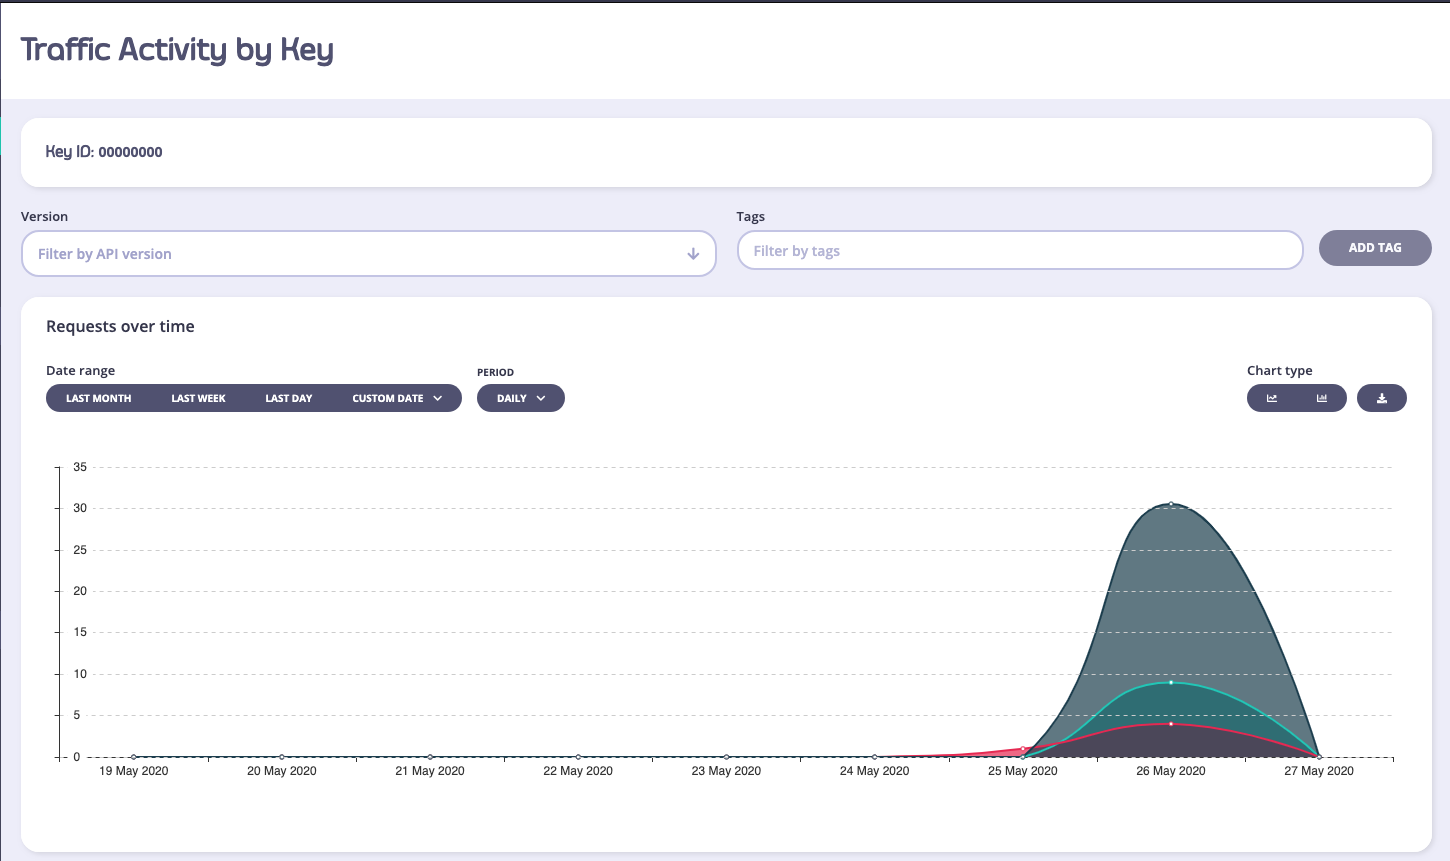 Traffic Activity by Key
Key ID: 00000000
Version
Tags
Filter by API version
Filter by tags
ADD TAG
Requests over time
Date range
PERIOD
Chart type
LAST MONTH LAST WEEK LAST DAY CUSTOM DATE
DAILY
35
30
25
20
15
10
5
0
19 May 2020 20 May 2020 21 May 2020 22 May 2020 23 May 2020 24 May 2020 25 May 2020 26 May 2020 27 May 2020